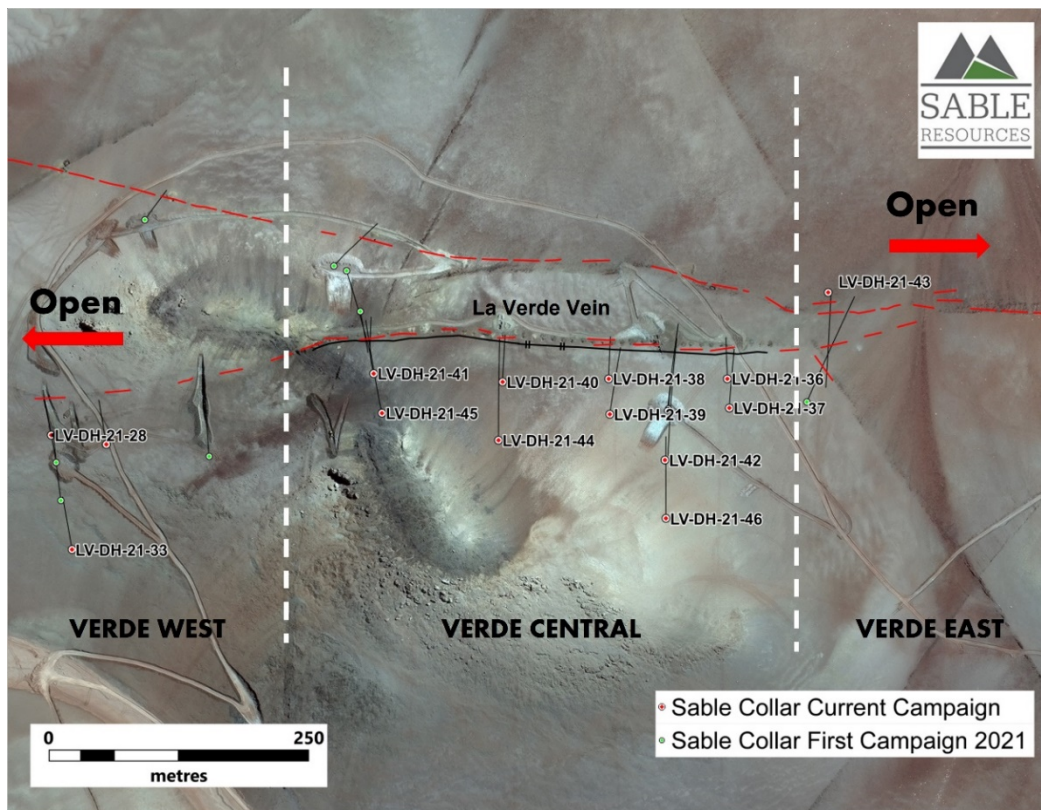 SABLE
RESOURCES
Open
LV-DH-21-43
Open
La Verde Vein
LV-DH-21-41
LV-DH-21-40
LV-DH-21-38
LV-DH-21-36
LV-DH-21-45
LV-DH-21-39
LV-DH-21-37
LV-DH-21-28
LV-DH-21-44
LV-DH-21-42
LV-DH-21-46
LV-DH-21-33
VERDE WEST
VERDE CENTRAL
VERDE EAST
Sable Collar Current Campaign
Sable Collar First Campaign 2021
0 250
metres